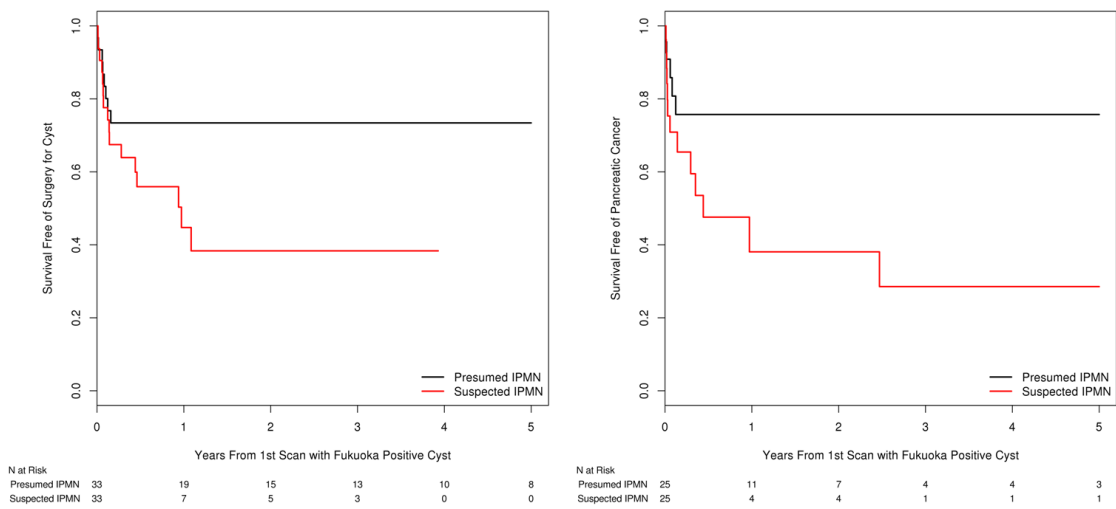 Survival Free of Surgery for Cyst
1.0
0.8
0.6
0.4
0.2
0.0
Presumed IPMN
Suspected IPMN
0 1 2 3 4 5
Years From 1st Scan with Fukuoka Positive Cyst
N at Risk
Presumed IPMN 33 19 15 13 10 8
Suspected IPMN 33 7 5 3 0 0
Survival Free of Pancreatic Cancer
1.0
0.8
0.6
0.4
0.2
0.0
Presumed IPMN
Suspected IPMN
0 1 2 3 4 5
Years From 1st Scan with Fukuoka Positive Cyst
N at Risk
Presumed IPMN 25 11 7 4 4 3
Suspected IPMN 25 4 4 1 1 1